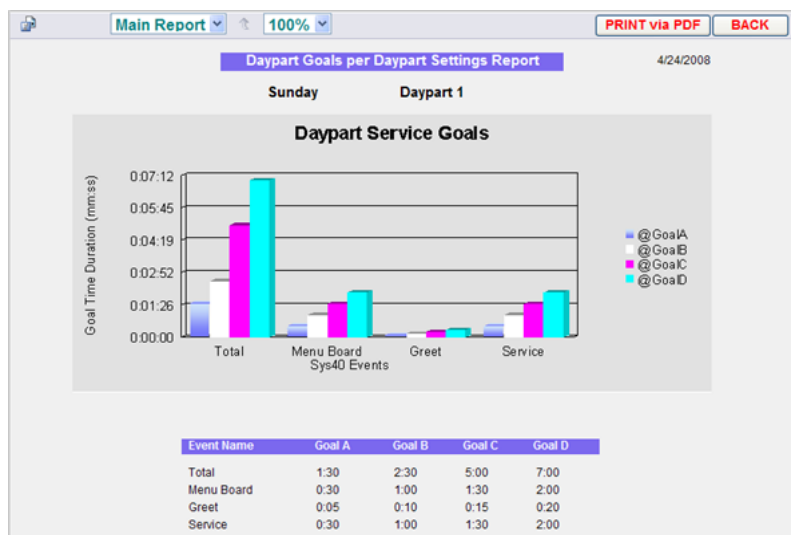 Main Report 100% PRINT via PDF BACK
Daypart Goals per Daypart Settings Report 4/24/2008
Sunday Daypart 1
Daypart Service Goals
Goal Time Duration (mm:ss)
0:07:12
0:05:45
0:04:19
0:02:52
0:01:26
0:00:00
Total Menu Board Greet Service
Sys40 Events
@GoalA
@GoalB
@GoalC
@GoalD
Event Name Goal A Goal B Goal C Goal D
Total 1:30 2:30 5:00 7:00
Menu Board 0:30 1:00 1:30 2:00
Greet 0:05 0:10 0:15 0:20
Service 0:30 1:00 1:30 2:00